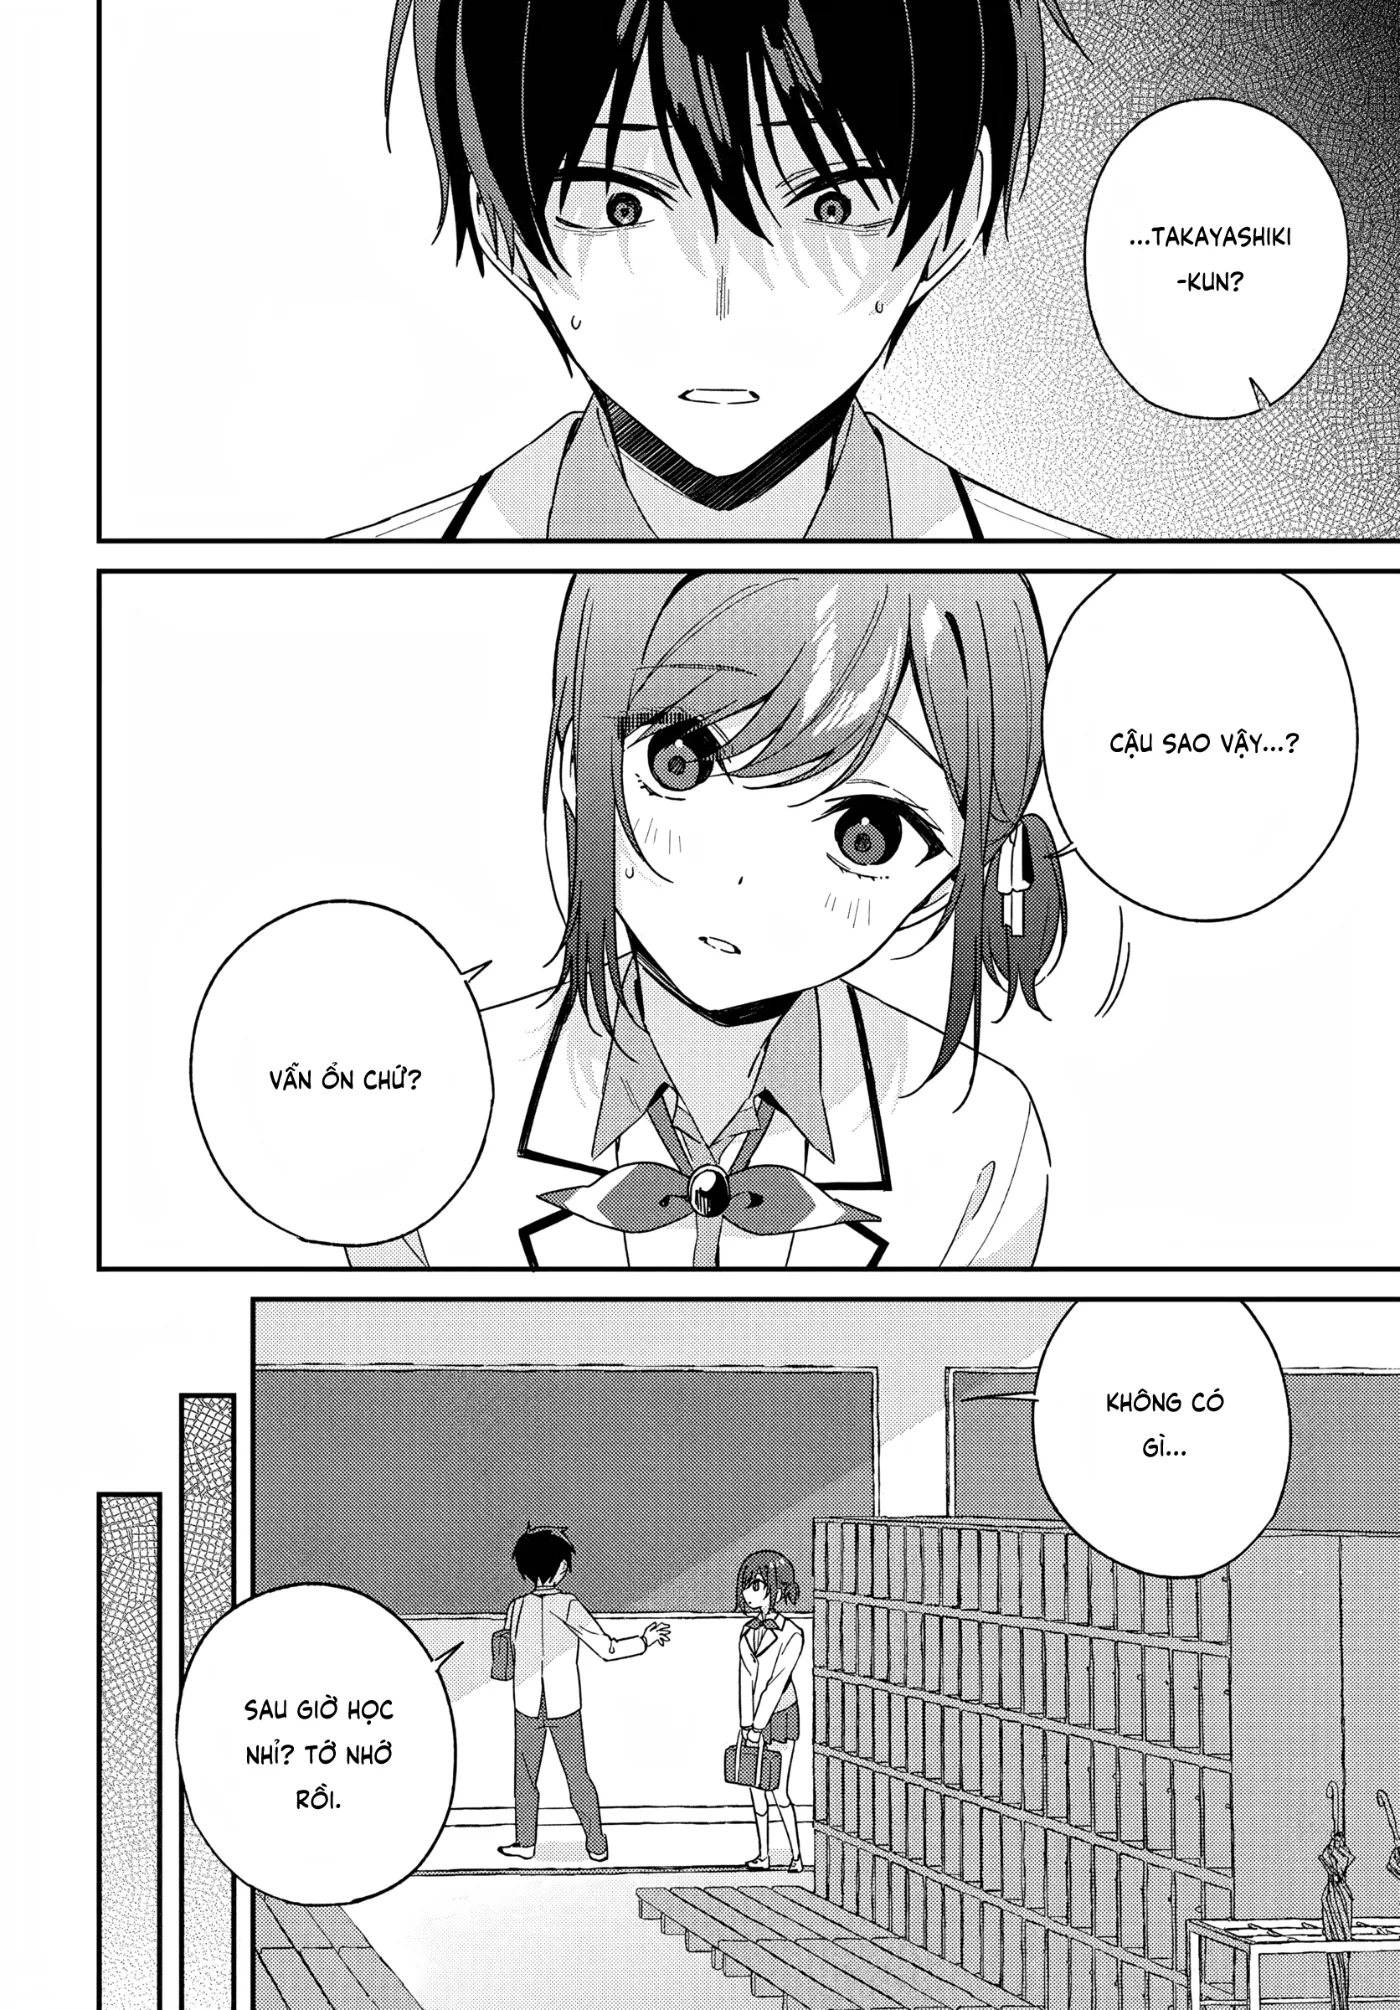 ...TAKAYASHIKI
-KUN?
CẬU SAO VẬY...?
VẪN ỔN CHỨ?
KHÔNG CÓ
GÌ...
SAU GIỜ HỌC
NHỈ? TỚ NHỚ
RỒI.